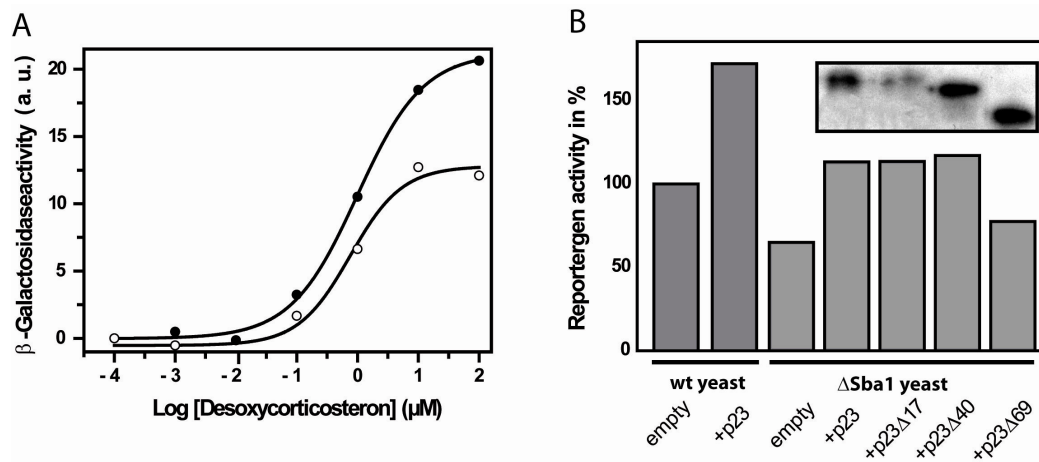 A
β-Galactosidaseactivity (a. u.)
20
15
10
5
0
-4
-3
-2
-1
0
1
2
Log [Desoxycorticosteron] (µM)
B
Reportergen activity in %
150
100
50
0
wt yeast
ΔSba1 yeast
empty
+p23
empty
+p23
+p23Δ17
+p23Δ40
+p23Δ69